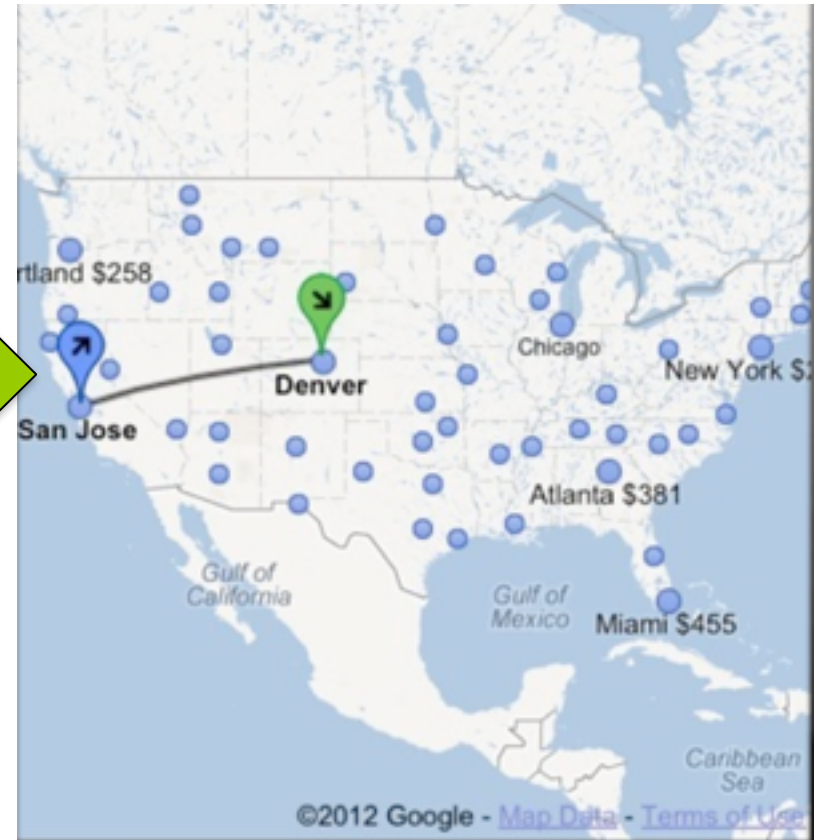 rtland $258
Chicago
New York $
Denver
San Jose
Atlanta $381
Gulf of
California
Gulf of
Mexico
Miami $455
Caribbean
Sea
©2012 Google - Map Data - Terms of Use